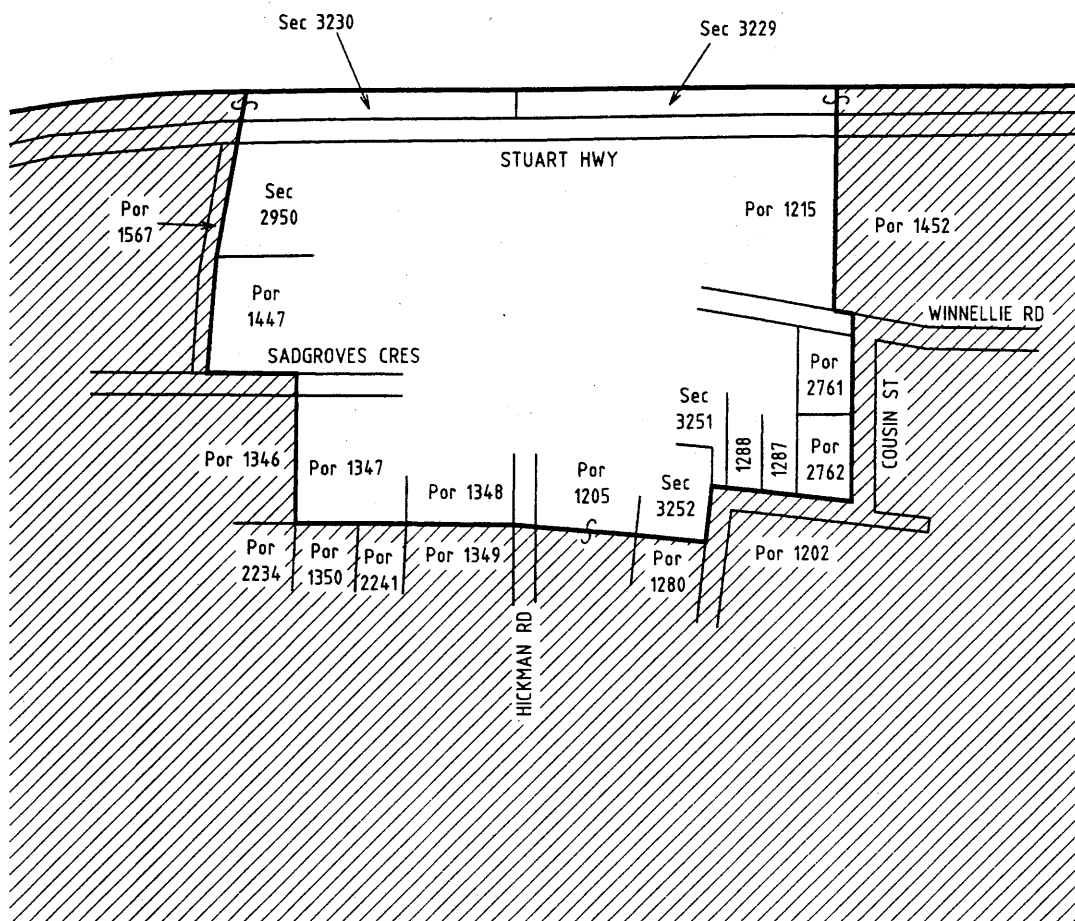 Sec 3230
Sec 3229
STUART HWY
Sec
2950
Por
1567
Por 1215
Por 1452
Por
1447
WINNELLIE RD
SADGROVES CRES
Por
2761
COUSIN ST
Sec
3251
1288
1287
Por
2762
Por 1346
Por 1347
Por 1348
Por
1205
Sec
3252
Por
2234
Por
1350
Por
2241
Por 1349
Por
1280
Por 1202
HICKMAN RD